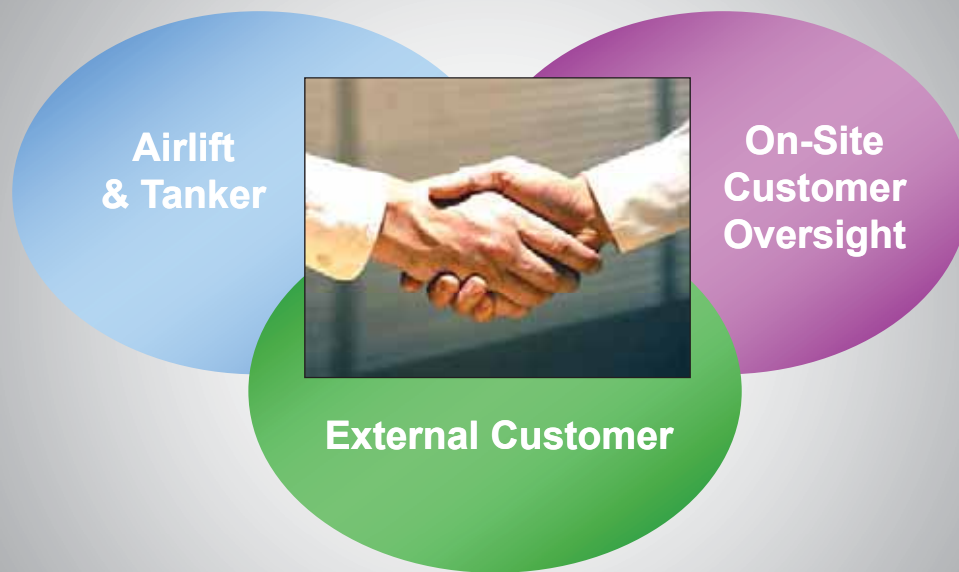 Airlift
& Tanker
On-Site
Customer
Oversight
External Customer